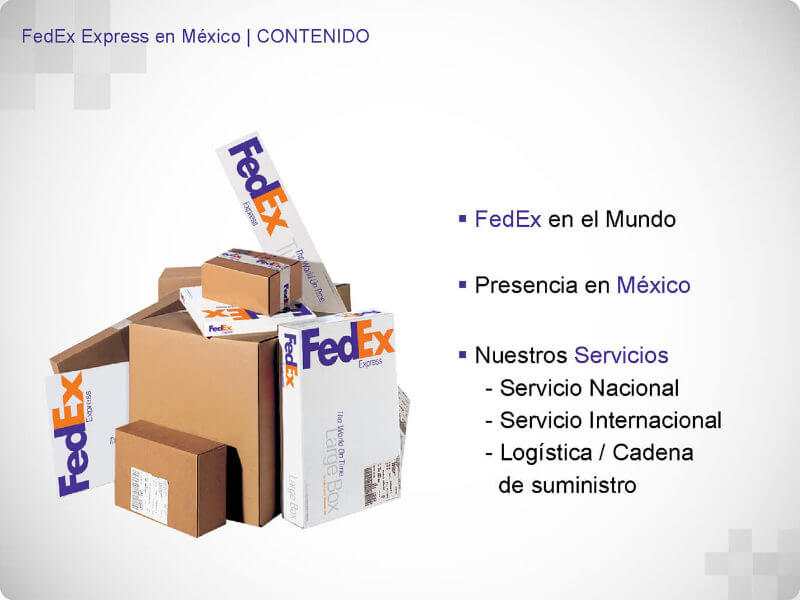 FedEx Express en México | CONTENIDO
FedEx
Express
The World On Time
FedEx
FedEx
FedEx
Express
The World On Time
Large Box
Large Box
FedEx
Express
▪ FedEx en el Mundo
▪ Presencia en México
▪ Nuestros Servicios
- Servicio Nacional
- Servicio Internacional
- Logística / Cadena
de suministro